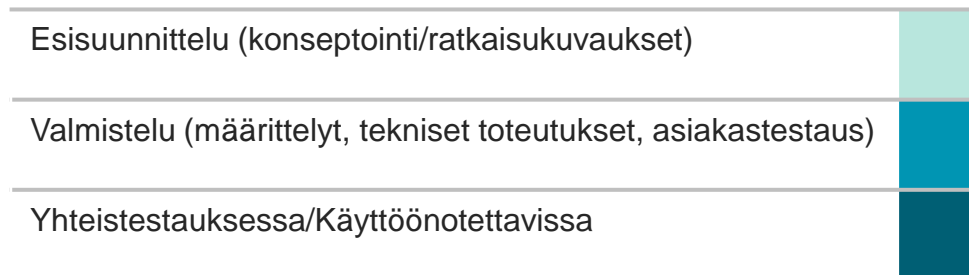 Esisuunnittelu (konseptointi/ratkaisukuvaukset)
Valmistelu (määrittelyt, tekniset toteutukset, asiakastestaus)
Yhteistestauksessa/Käyttöönotettavissa